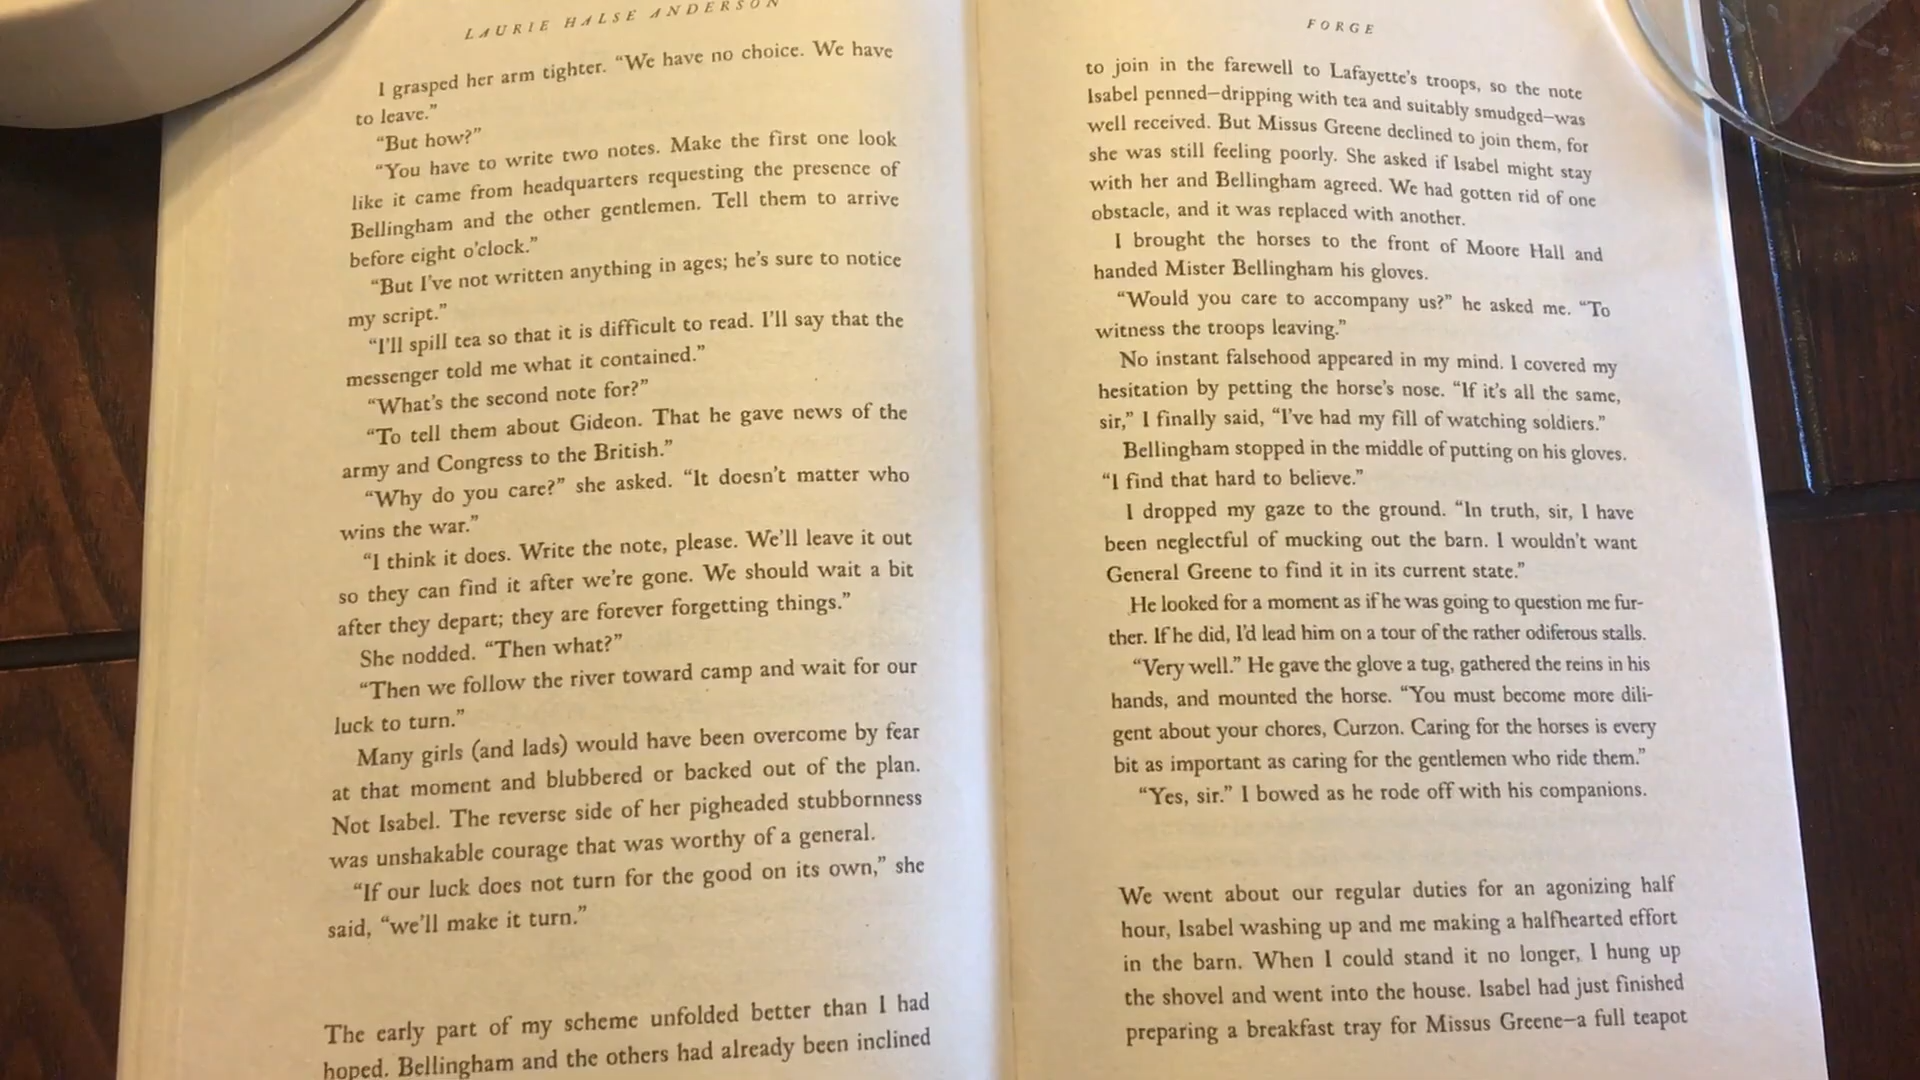 LAURIE HALSE ANDERSON
I grasped her arm tighter. “We have no choice. We have
to leave.”
“But how?”
“You have to write two notes. Make the first one look
like it came from headquarters requesting the presence of
Bellingham and the other gentlemen. Tell them to arrive
before eight o’clock.”
“But I’ve not written anything in ages; he’s sure to notice
my script.”
“I’ll spill tea so that it is difficult to read. I’ll say that the
messenger told me what it contained.”
“What’s the second note for?”
“To tell them about Gideon. That he gave news of the
army and Congress to the British.”
“Why do you care?” she asked. “It doesn’t matter who
wins the war.”
“I think it does. Write the note, please. We’ll leave it out
so they can find it after we’re gone. We should wait a bit
after they depart; they are forever forgetting things.”
She nodded. “Then what?”
“Then we follow the river toward camp and wait for our
luck to turn.”
Many girls (and lads) would have been overcome by fear
at that moment and blubbered or backed out of the plan.
Not Isabel. The reverse side of her pigheaded stubbornness
was unshakable courage that was worthy of a general.
“If our luck does not turn for the good on its own,” she
said, “we’ll make it turn.”
The early part of my scheme unfolded better than I had
hoped. Bellingham and the others had already been inclined
FORGE
to join in the farewell to Lafayette’s troops, so the note
Isabel penned—dripping with tea and suitably smudged—was
well received. But Missus Greene declined to join them, for
she was still feeling poorly. She asked if Isabel might stay
with her and Bellingham agreed. We had gotten rid of one
obstacle, and it was replaced with another.
I brought the horses to the front of Moore Hall and
handed Mister Bellingham his gloves.
“Would you care to accompany us?” he asked me. “To
witness the troops leaving.”
No instant falsehood appeared in my mind. I covered my
hesitation by petting the horse’s nose. “If it’s all the same,
sir,” I finally said, “I’ve had my fill of watching soldiers.”
Bellingham stopped in the middle of putting on his gloves.
“I find that hard to believe.”
I dropped my gaze to the ground. “In truth, sir, I have
been neglectful of mucking out the barn. I wouldn’t want
General Greene to find it in its current state.”
He looked for a moment as if he was going to question me fur-
ther. If he did, I’d lead him on a tour of the rather odiferous stalls.
“Very well.” He gave the glove a tug, gathered the reins in his
hands, and mounted the horse. “You must become more dili-
gent about your chores, Curzon. Caring for the horses is every
bit as important as caring for the gentlemen who ride them.”
“Yes, sir.” I bowed as he rode off with his companions.
We went about our regular duties for an agonizing half
hour, Isabel washing up and me making a halfhearted effort
in the barn. When I could stand it no longer, I hung up
the shovel and went into the house. Isabel had just finished
preparing a breakfast tray for Missus Greene—a full teapot